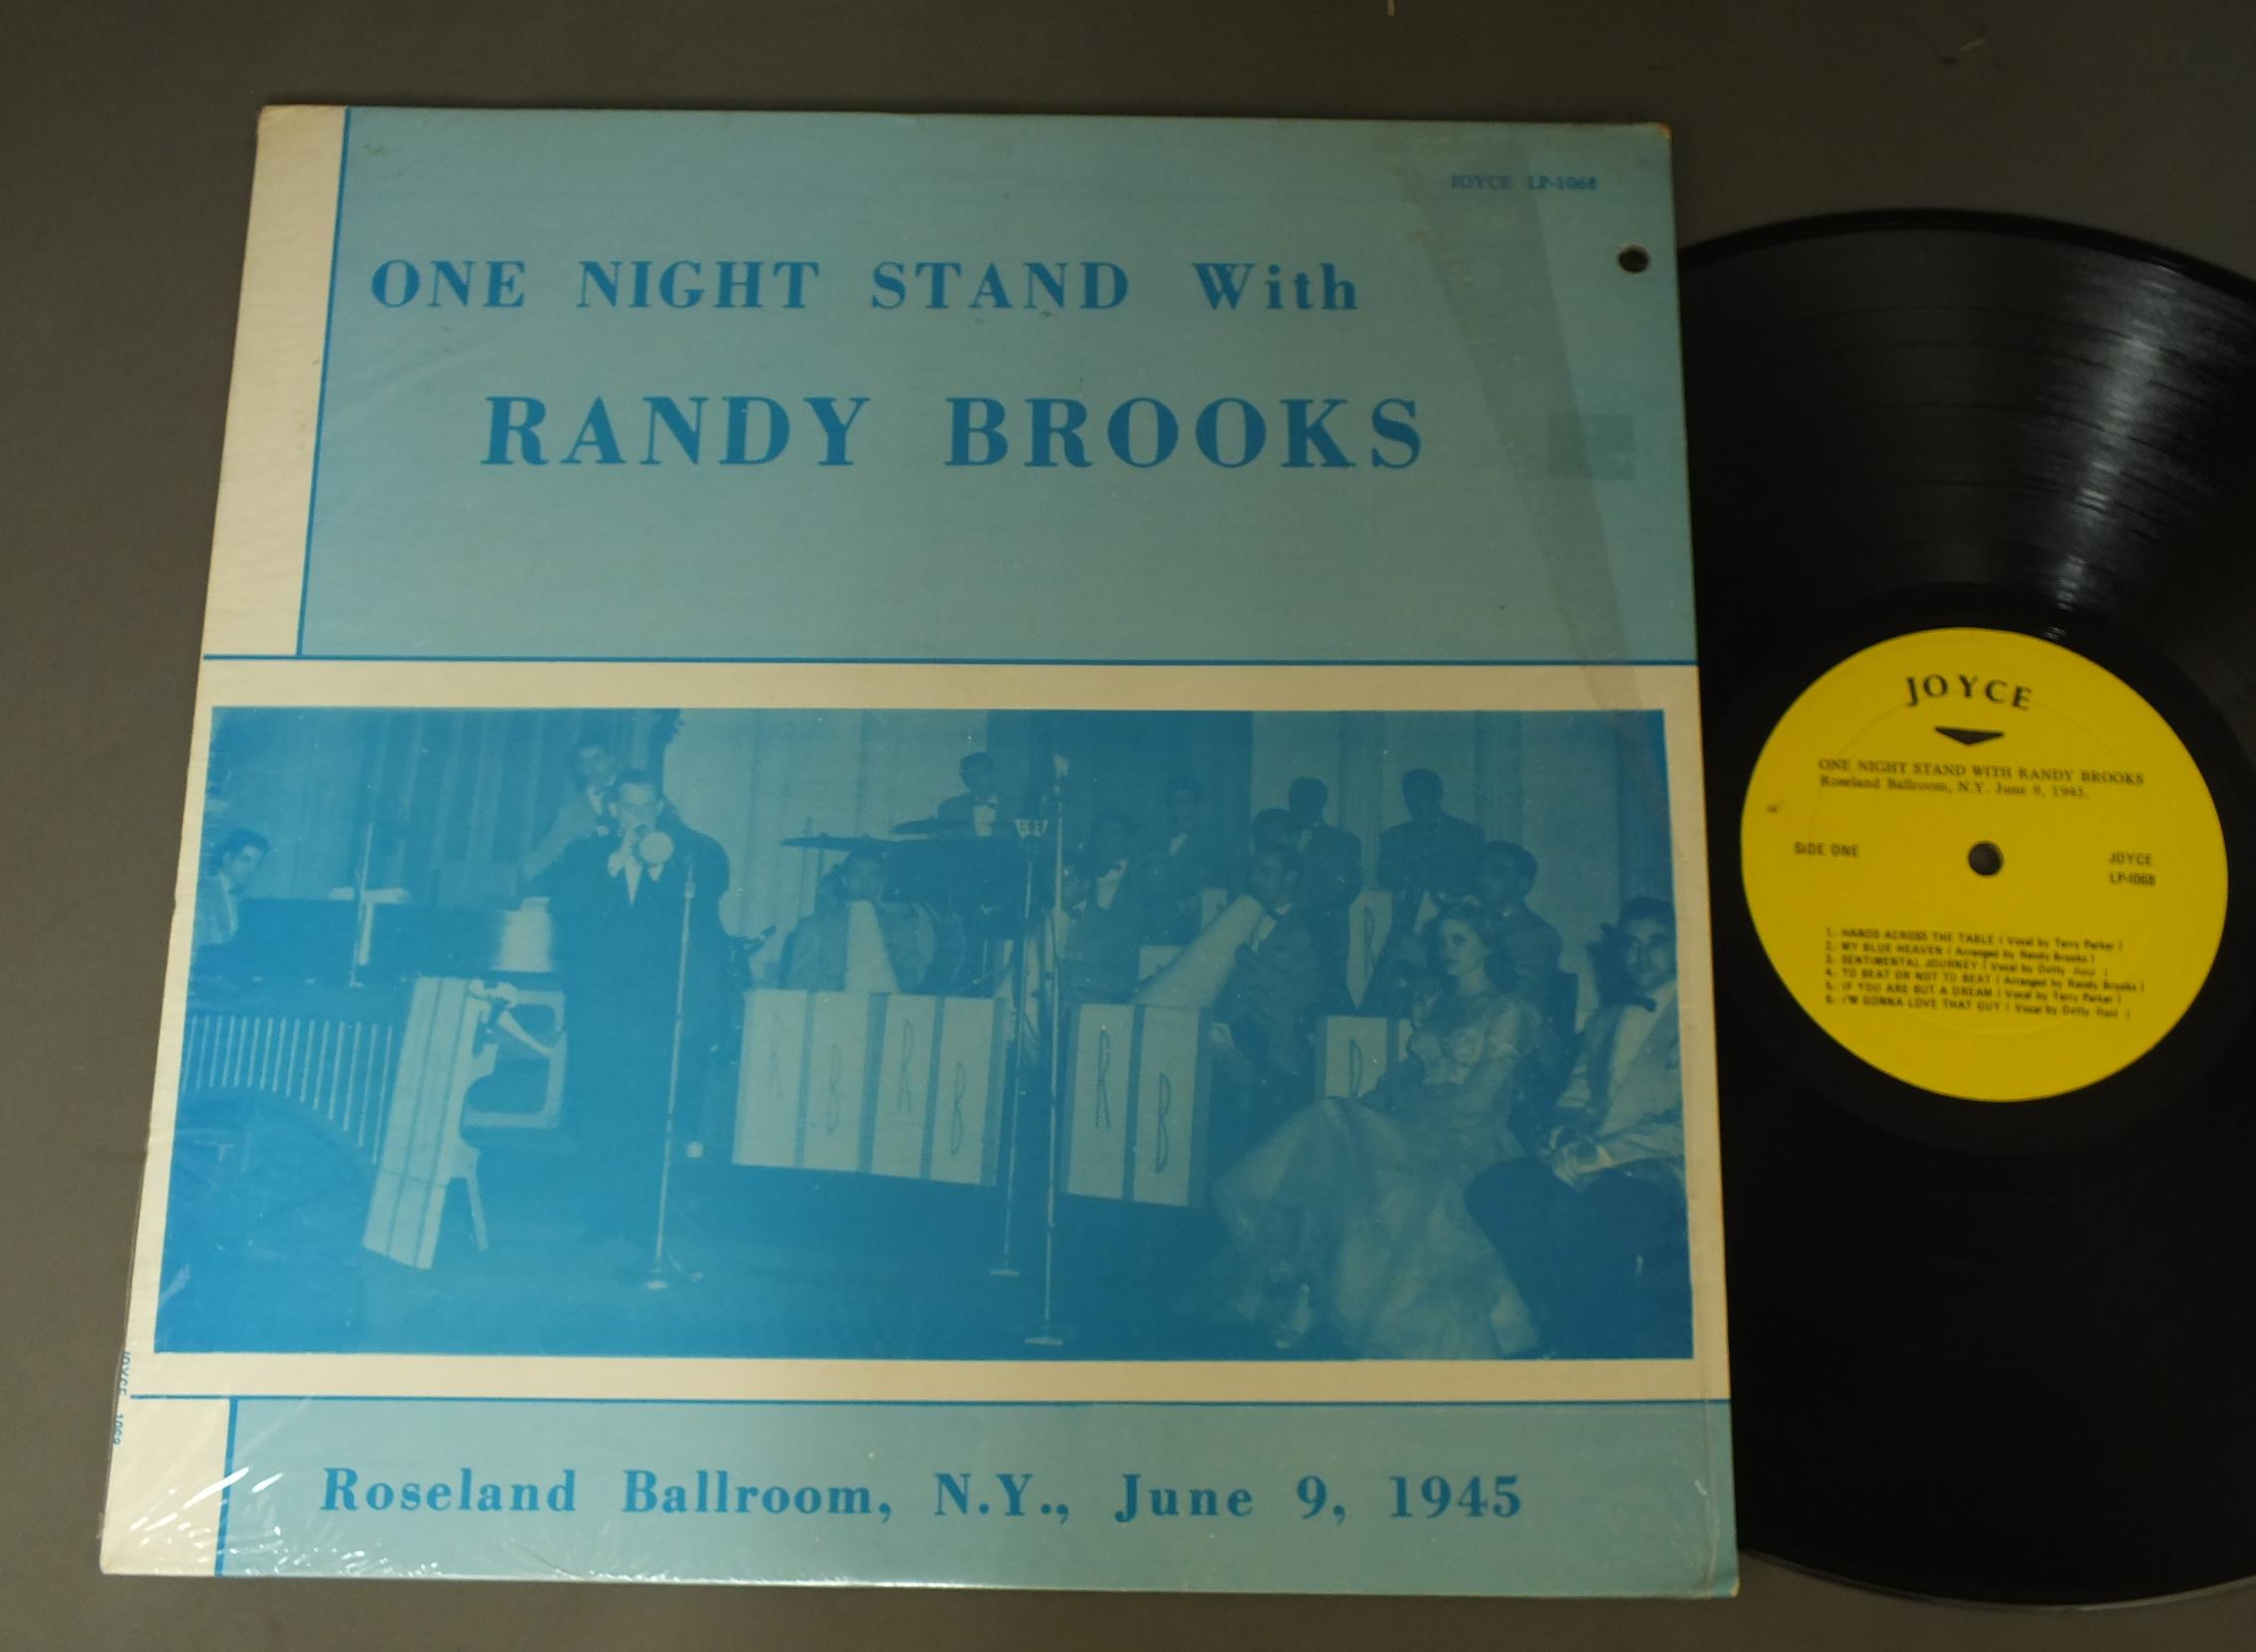 JOYCE LP-1068
ONE NIGHT STAND With
RANDY BROOKS
R B R B
R B
R
R
Roseland Ballroom, N.Y., June 9, 1945
JOYCE 1068
JOYCE
ONE NIGHT STAND WITH RANDY BROOKS
Roseland Ballroom, N.Y. June 9, 1945.
SIDE ONE
JOYCE
LP-1068
1.- HANDS ACROSS THE TABLE ( Vocal by Terry Parker )
2. MY BLUE HEAVEN ( Arranged by Randy Brooks )
3.- SENTIMENTAL JOURNEY ( Vocal by )
4.- TO BEAT OR NOT TO BEAT ( Arranged by Randy Brooks )
5.- IF YOU ARE BUT A DREAM ( Vocal by Terry Parker )
6.- I'M GONNA LOVE THAT GUY ( Vocal by )